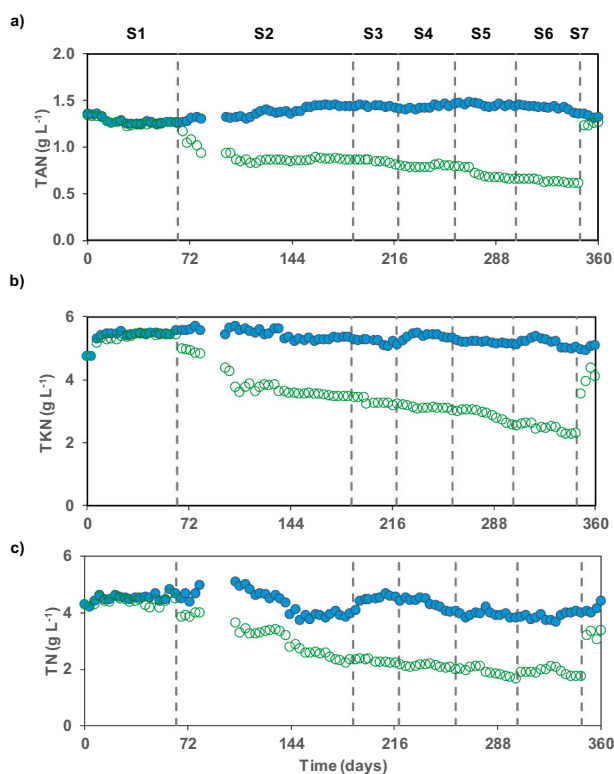 a)
S1 S2 S3 S4 S5 S6 S7
2.0
1.5
1.0
0.5
0.0
TAN (g L-1)
0 72 144 216 288 360
b)
6
4
2
0
TKN (g L-1)
0 72 144 216 288 360
c)
6
4
2
0
TN (g L-1)
0 72 144 216 288 360
Time (days)